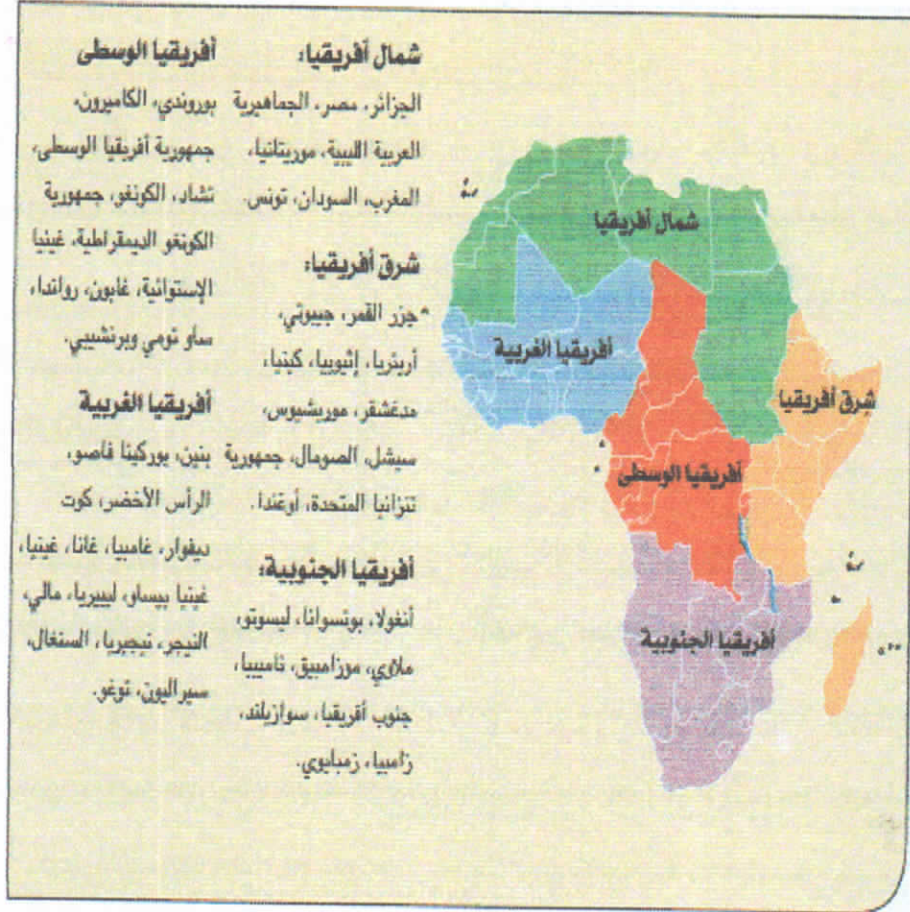 شمال أفريقيا:
الجزائر، مصر، الجماهيرية
العربية الليبية، موريتانيا،
المغرب، السودان، تونس.
شرق أفريقيا:
جزر القمر، جيبوتي،
أريتريا، إثيوبيا، كينيا،
مدغشقر، موريشيوس،
سيشل، الصومال، جمهورية
تنزانيا المتحدة، أوغندا.
أفريقيا الجنوبية:
أنغولا، بوتسوانا، ليسوتو،
ملاوي، موزامبيق، ناميبيا،
جنوب أفريقيا، سوازيلند،
زامبيا، زمبابوي.
أفريقيا الوسطى
بوروندي، الكاميرون،
جمهورية أفريقيا الوسطى،
تشاد، الكونغو، جمهورية
الكونغو الديمقراطية، غينيا
الإستوائية، غابون، رواندا،
ساو تومي وبرنشيبي.
أفريقيا الغربية
بنين، بوركينا فاصو،
الرأس الأخضر، كوت
ديفوار، غامبيا، غانا، غينيا،
غينيا بيساو، ليبيريا، مالي،
النيجر، نيجيريا، السنغال،
سيراليون، توغو.
شمال أفريقيا
أفريقيا الغربية
شرق أفريقيا
أفريقيا الوسطى
أفريقيا الجنوبية